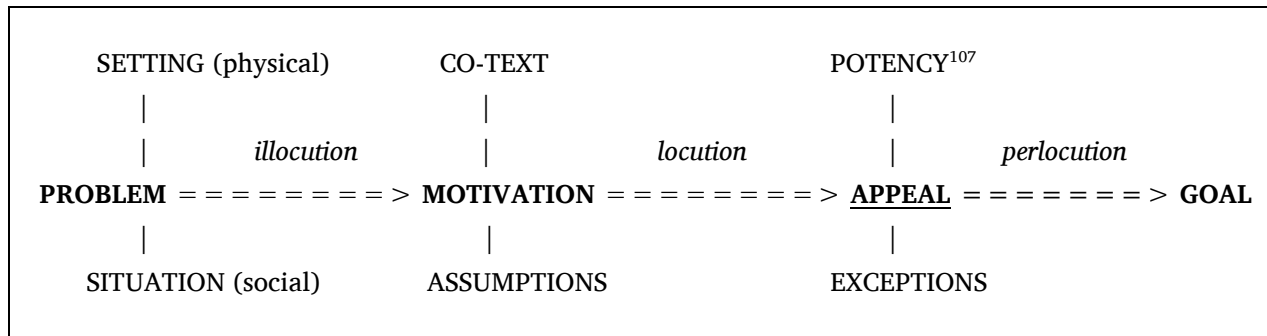 SETTING (physical) CO-TEXT POTENCY107
| | |
| illocution | locution | perlocution
PROBLEM = = = = = = = = > MOTIVATION = = = = = = = = > APPEAL = = = = = = = > GOAL
| | |
SITUATION (social) ASSUMPTIONS EXCEPTIONS